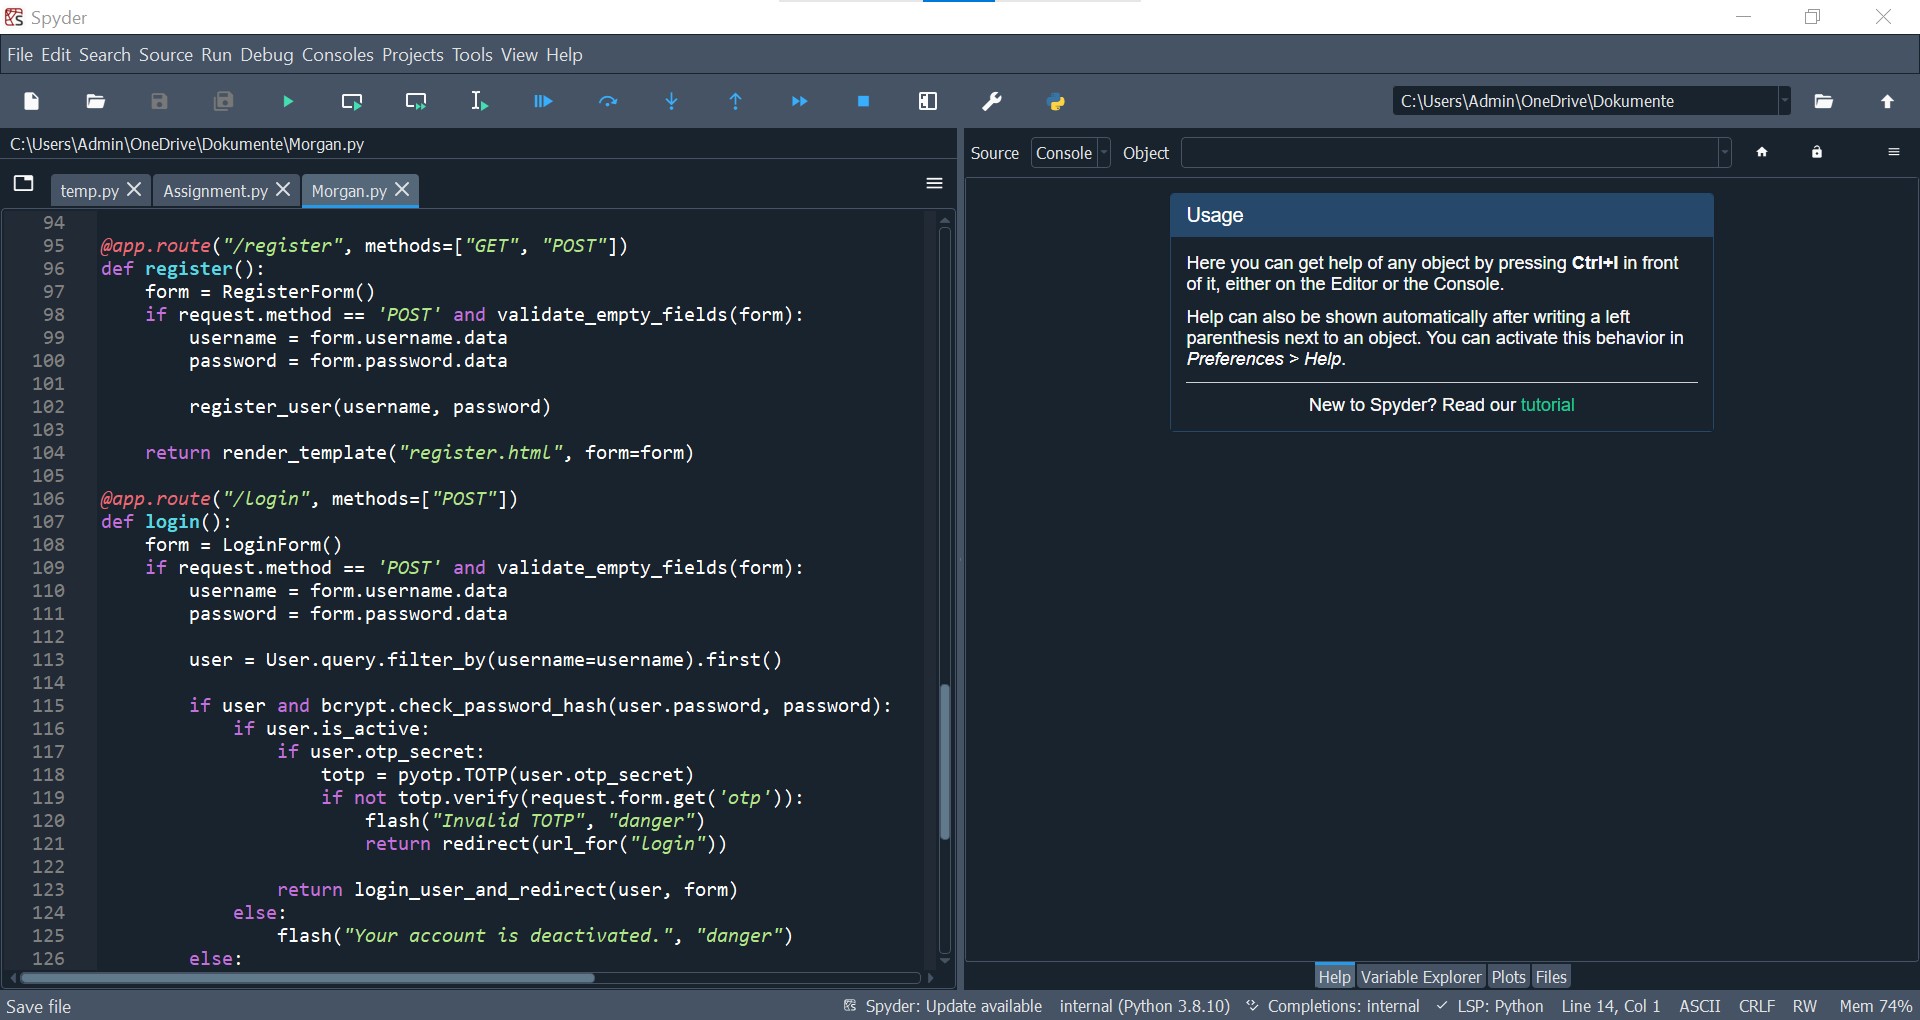 Spyder
File Edit Search Source Run Debug Consoles Projects Tools View Help
C:\Users\Admin\OneDrive\Dokumente
C:\Users\Admin\OneDrive\Dokumente\Morgan.py
temp.py Assignment.py Morgan.py
94
95 @app.route("/register", methods=["GET", "POST"])
96 def register():
97     form = RegisterForm()
98     if request.method == 'POST' and validate_empty_fields(form):
99         username = form.username.data
100         password = form.password.data
101
102         register_user(username, password)
103
104     return render_template("register.html", form=form)
105
106 @app.route("/login", methods=["POST"])
107 def login():
108     form = LoginForm()
109     if request.method == 'POST' and validate_empty_fields(form):
110         username = form.username.data
111         password = form.password.data
112
113         user = User.query.filter_by(username=username).first()
114
115         if user and bcrypt.check_password_hash(user.password, password):
116             if user.is_active:
117                 if user.otp_secret:
118                     totp = pyotp.TOTP(user.otp_secret)
119                     if not totp.verify(request.form.get('otp')):
120                         flash("Invalid TOTP", "danger")
121                         return redirect(url_for("login"))
122
123                 return login_user_and_redirect(user, form)
124             else:
125                 flash("Your account is deactivated.", "danger")
126         else:
Source Console Object
Usage
Here you can get help of any object by pressing Ctrl+I in front
of it, either on the Editor or the Console.
Help can also be shown automatically after writing a left
parenthesis next to an object. You can activate this behavior in
Preferences > Help.
New to Spyder? Read our tutorial
Help Variable Explorer Plots Files
Save file Spyder: Update available internal (Python 3.8.10) Completions: internal LSP: Python Line 14, Col 1 ASCII CRLF RW Mem 74%